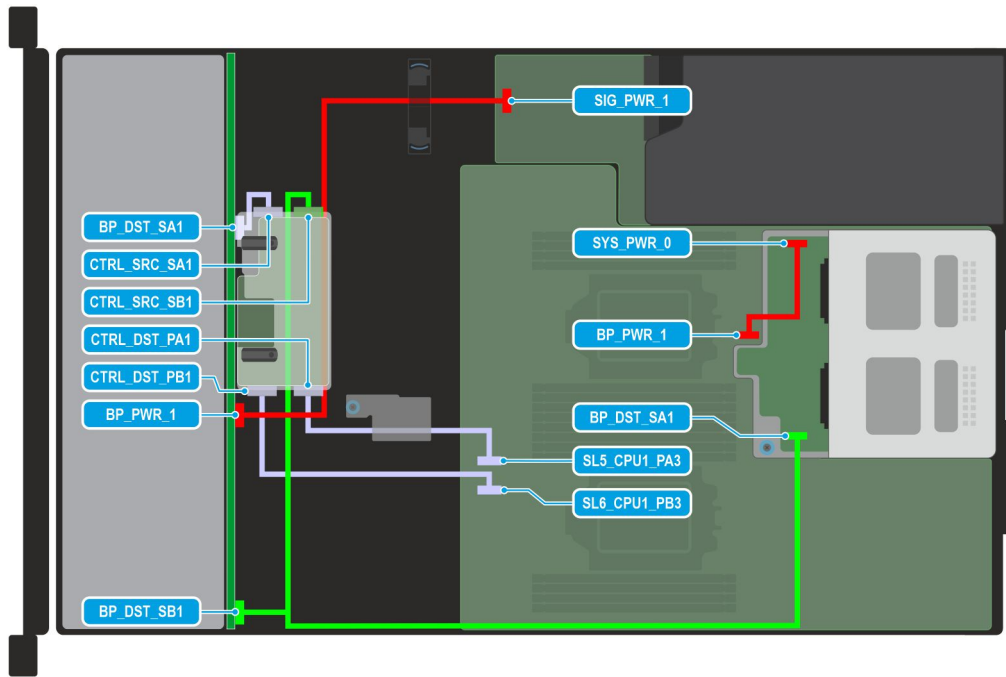 SIG_PWR_1
BP_DST_SA1
SYS_PWR_0
CTRL_SRC_SA1
CTRL_SRC_SB1
BP_PWR_1
CTRL_DST_PA1
CTRL_DST_PB1
BP_PWR_1
BP_DST_SA1
SL5_CPU1_PA3
SL6_CPU1_PB3
BP_DST_SB1